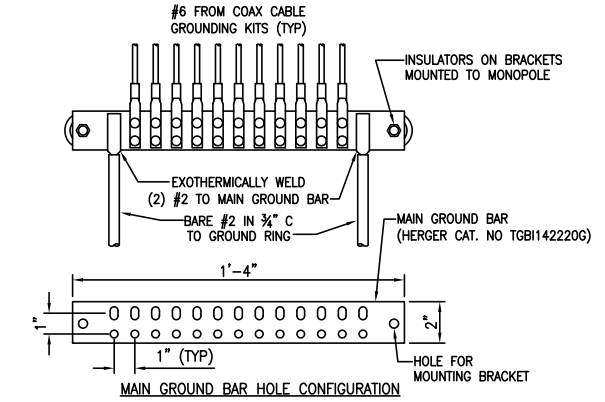 #6 FROM COAX CABLE
GROUNDING KITS (TYP)
INSULATORS ON BRACKETS
MOUNTED TO MONOPOLE
EXOTHERMICALLY WELD
(2) #2 TO MAIN GROUND BAR
BARE #2 IN ¾" C
TO GROUND RING
MAIN GROUND BAR
(HERGER CAT. NO TGBI142220G)
1'-4"
1"
2"
1" (TYP)
HOLE FOR
MOUNTING BRACKET
MAIN GROUND BAR HOLE CONFIGURATION